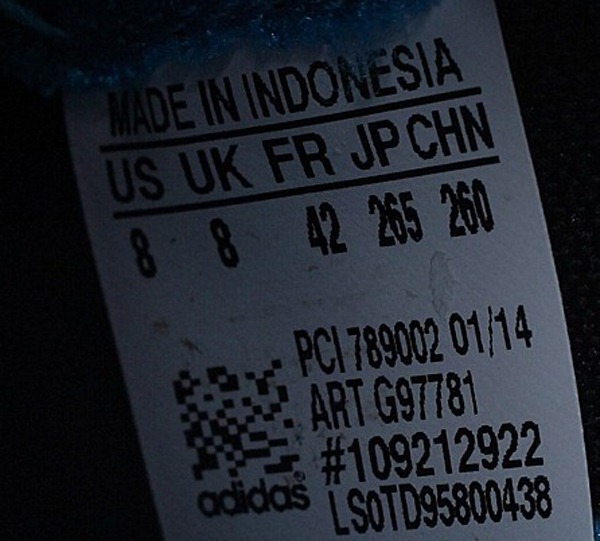 MADE IN INDONESIA
US UK FR JP CHN
8 8 42 265 260
PCI 789002 01/14
ART G97781
#109212922
adidas LS0TD95800438